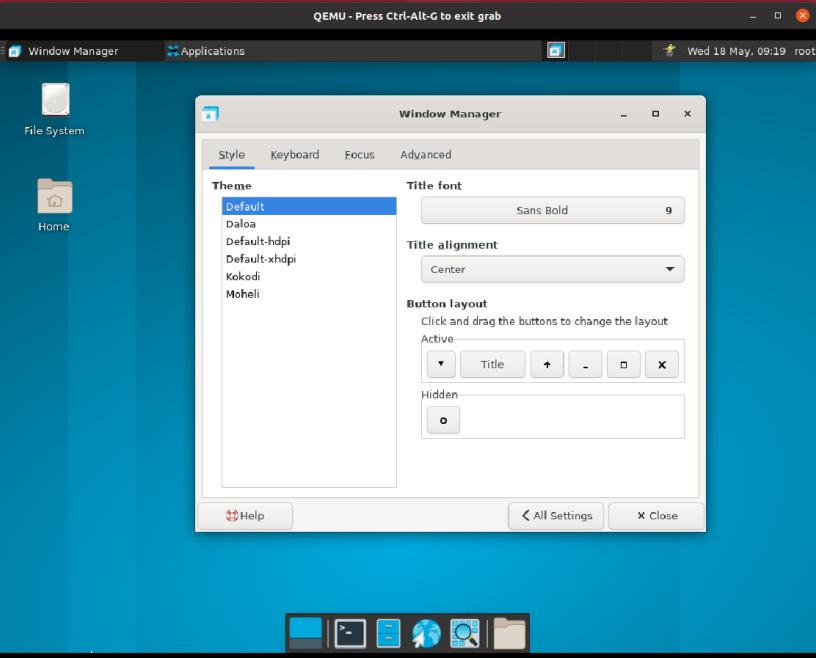 QEMU - Press Ctrl-Alt-G to exit grab
Window Manager
Applications
Wed 18 May, 09:19 root
File System
Home
Window Manager
Style Keyboard Focus Advanced
Theme
Default
Daloa
Default-hdpi
Default-xhdpi
Kokodi
Moheli
Title font
Sans Bold 9
Title alignment
Center
Button layout
Click and drag the buttons to change the layout
Active
Title
Hidden
Help
All Settings
Close